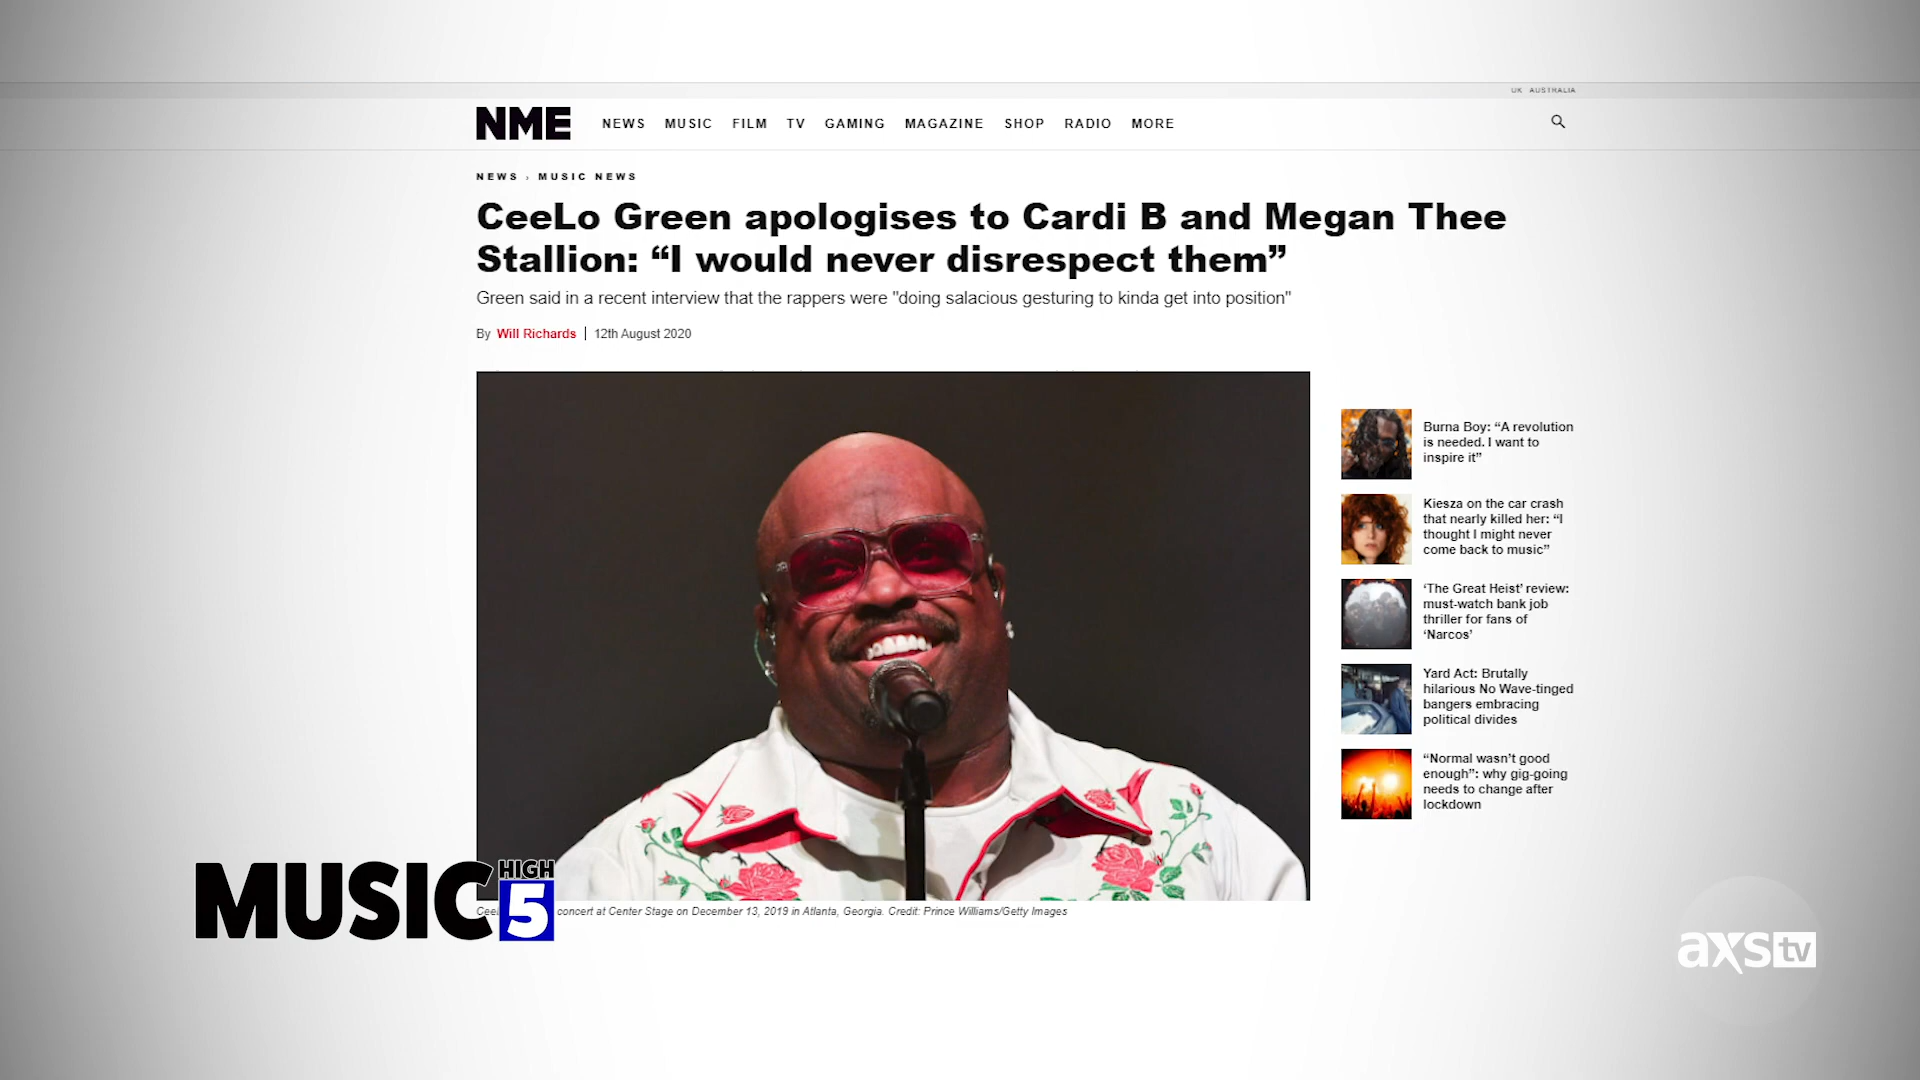 UK AUSTRALIA
NME NEWS MUSIC FILM TV GAMING MAGAZINE SHOP RADIO MORE
NEWS › MUSIC NEWS
CeeLo Green apologises to Cardi B and Megan Thee
Stallion: “I would never disrespect them”
Green said in a recent interview that the rappers were "doing salacious gesturing to kinda get into position"
By Will Richards | 12th August 2020
Burna Boy: “A revolution
is needed. I want to
inspire it”
Kiesza on the car crash
that nearly killed her: “I
thought I might never
come back to music”
‘The Great Heist’ review:
must-watch bank job
thriller for fans of
‘Narcos’
Yard Act: Brutally
hilarious No Wave-tinged
bangers embracing
political divides
“Normal wasn’t good
enough”: why gig-going
needs to change after
lockdown
concert at Center Stage on December 13, 2019 in Atlanta, Georgia. Credit: Prince Williams/Getty Images
MUSIC HIGH 5
axs tv